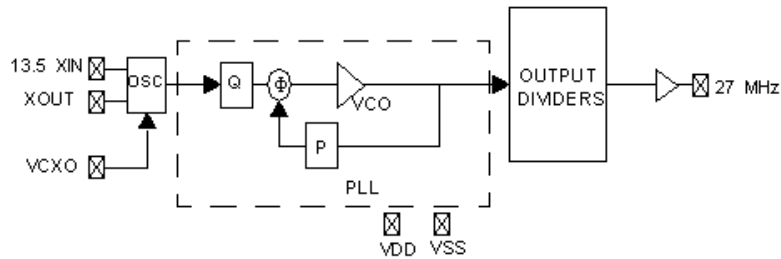 13.5 XIN
XOUT
VCXO
OSC
Q
Φ
VCO
P
PLL
VDD
VSS
OUTPUT
DIVIDERS
27 MHz